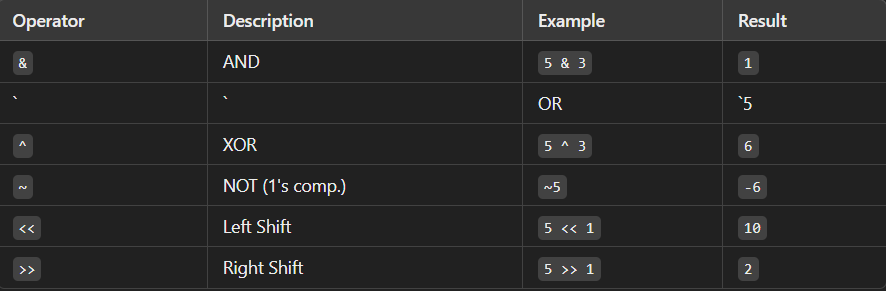 Operator Description Example Result
& AND 5 & 3 1
` ` OR `5
^ XOR 5 ^ 3 6
~ NOT (1's comp.) ~5 -6
<< Left Shift 5 << 1 10
>> Right Shift 5 >> 1 2